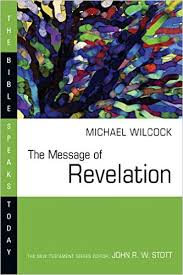 THE BIBLE SPEAKS TODAY
MICHAEL WILCOCK
The Message of
Revelation
THE NEW TESTAMENT SERIES EDITOR: JOHN R. W. STOTT